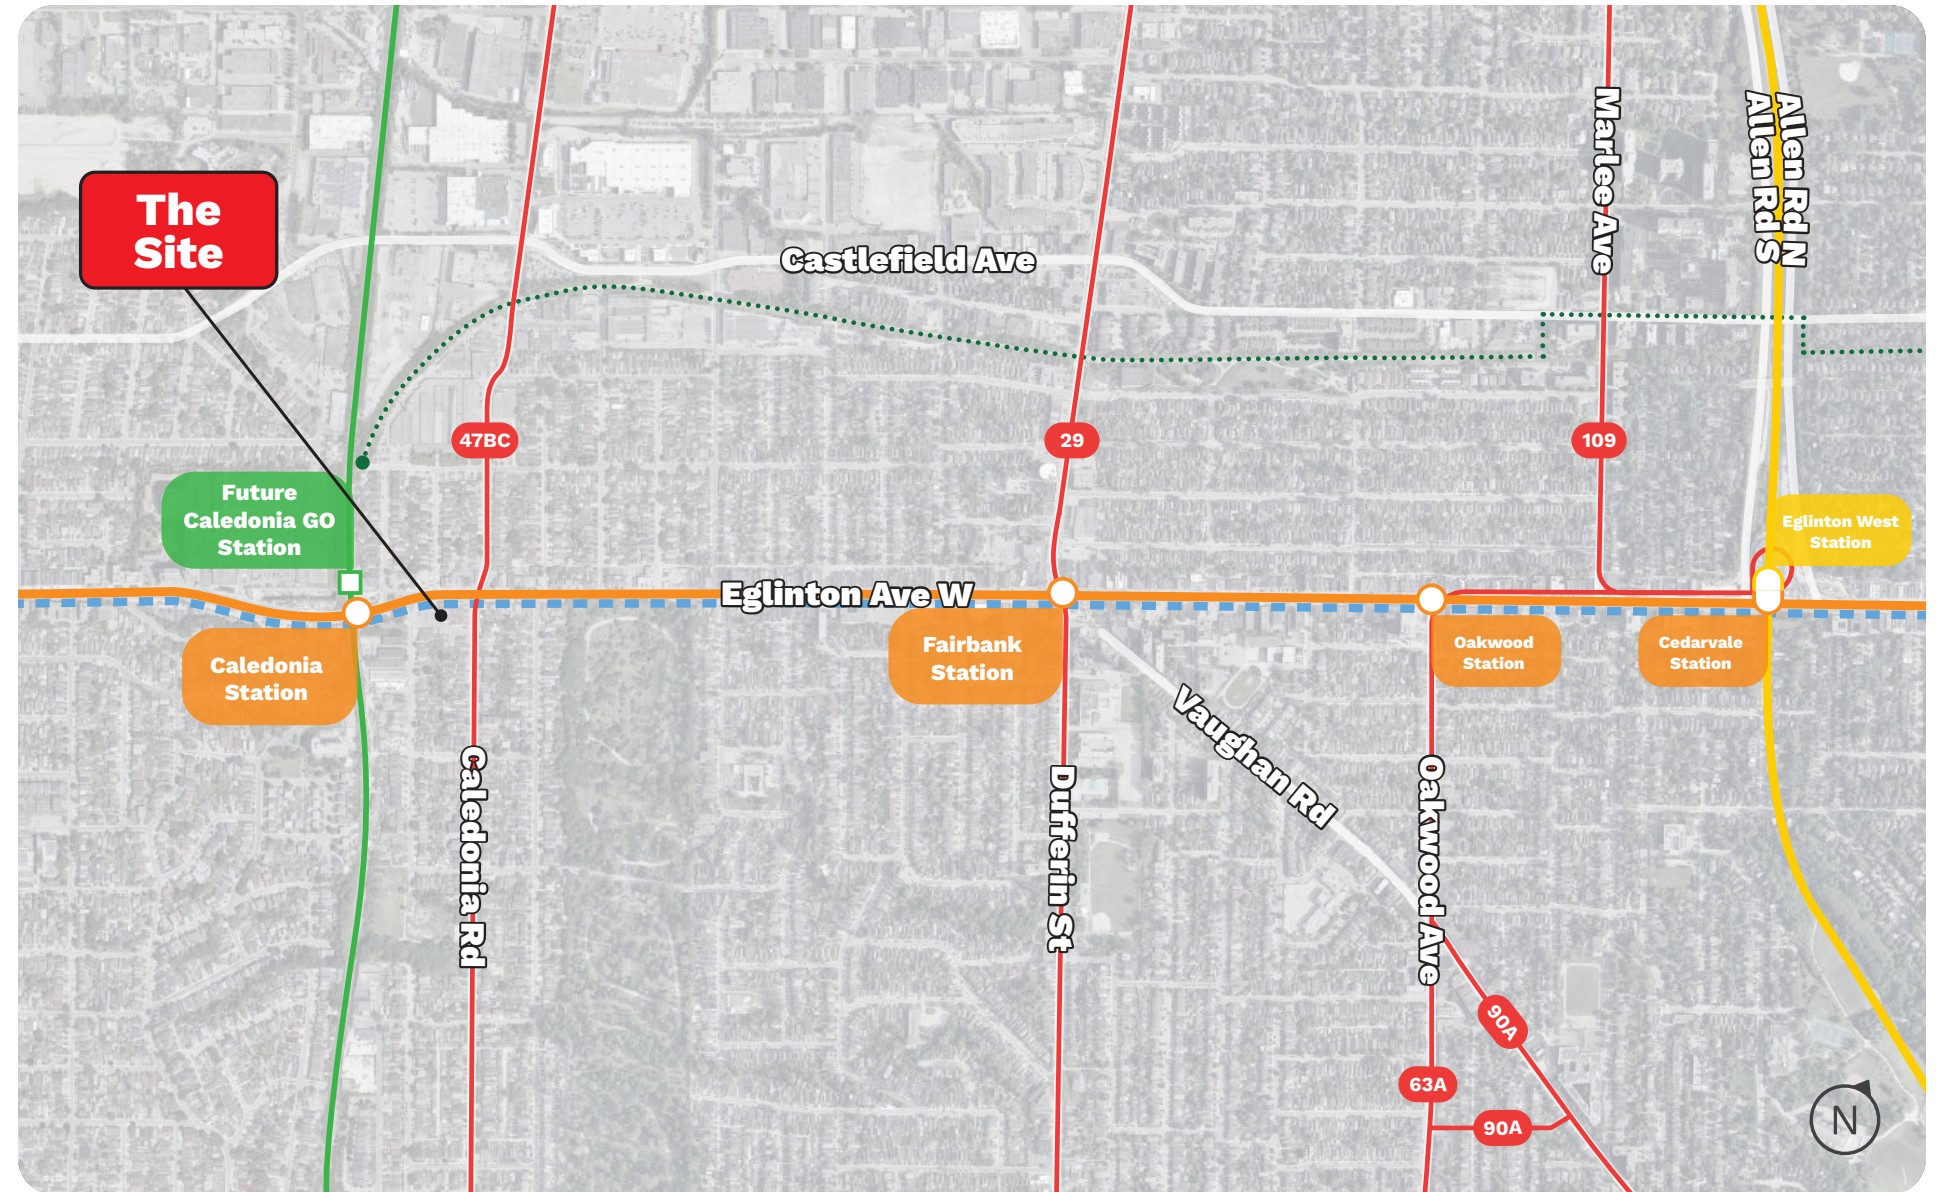 The
Site
Castlefield Ave
Marlee Ave
Allen Rd N
Allen Rd S
47BC
29
109
Future
Caledonia GO
Station
Eglinton West
Station
Eglinton Ave W
Caledonia
Station
Fairbank
Station
Oakwood
Station
Cedarvale
Station
Vaughan Rd
Caledonia Rd
Dufferin St
Oakwood Ave
90A
63A
90A
N